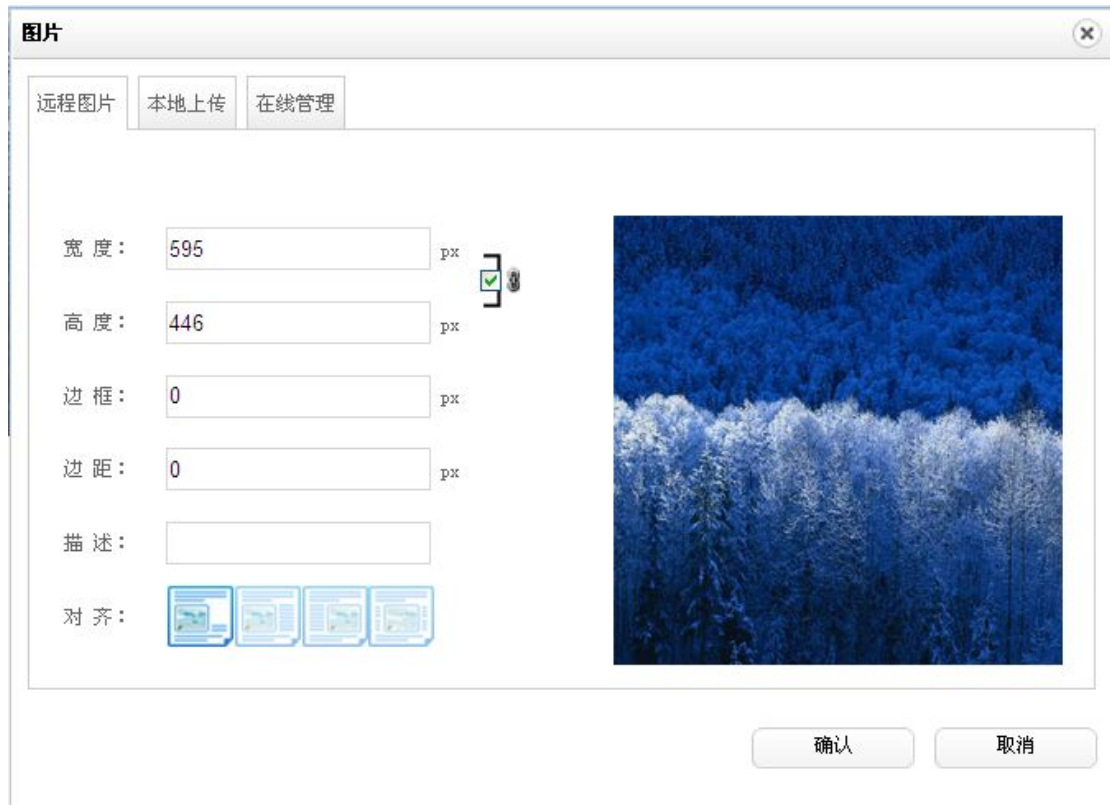 图片
远程图片 本地上传 在线管理
宽 度： 595 px
高 度： 446 px
边 框： 0 px
边 距： 0 px
描 述：
对 齐：
确认 取消